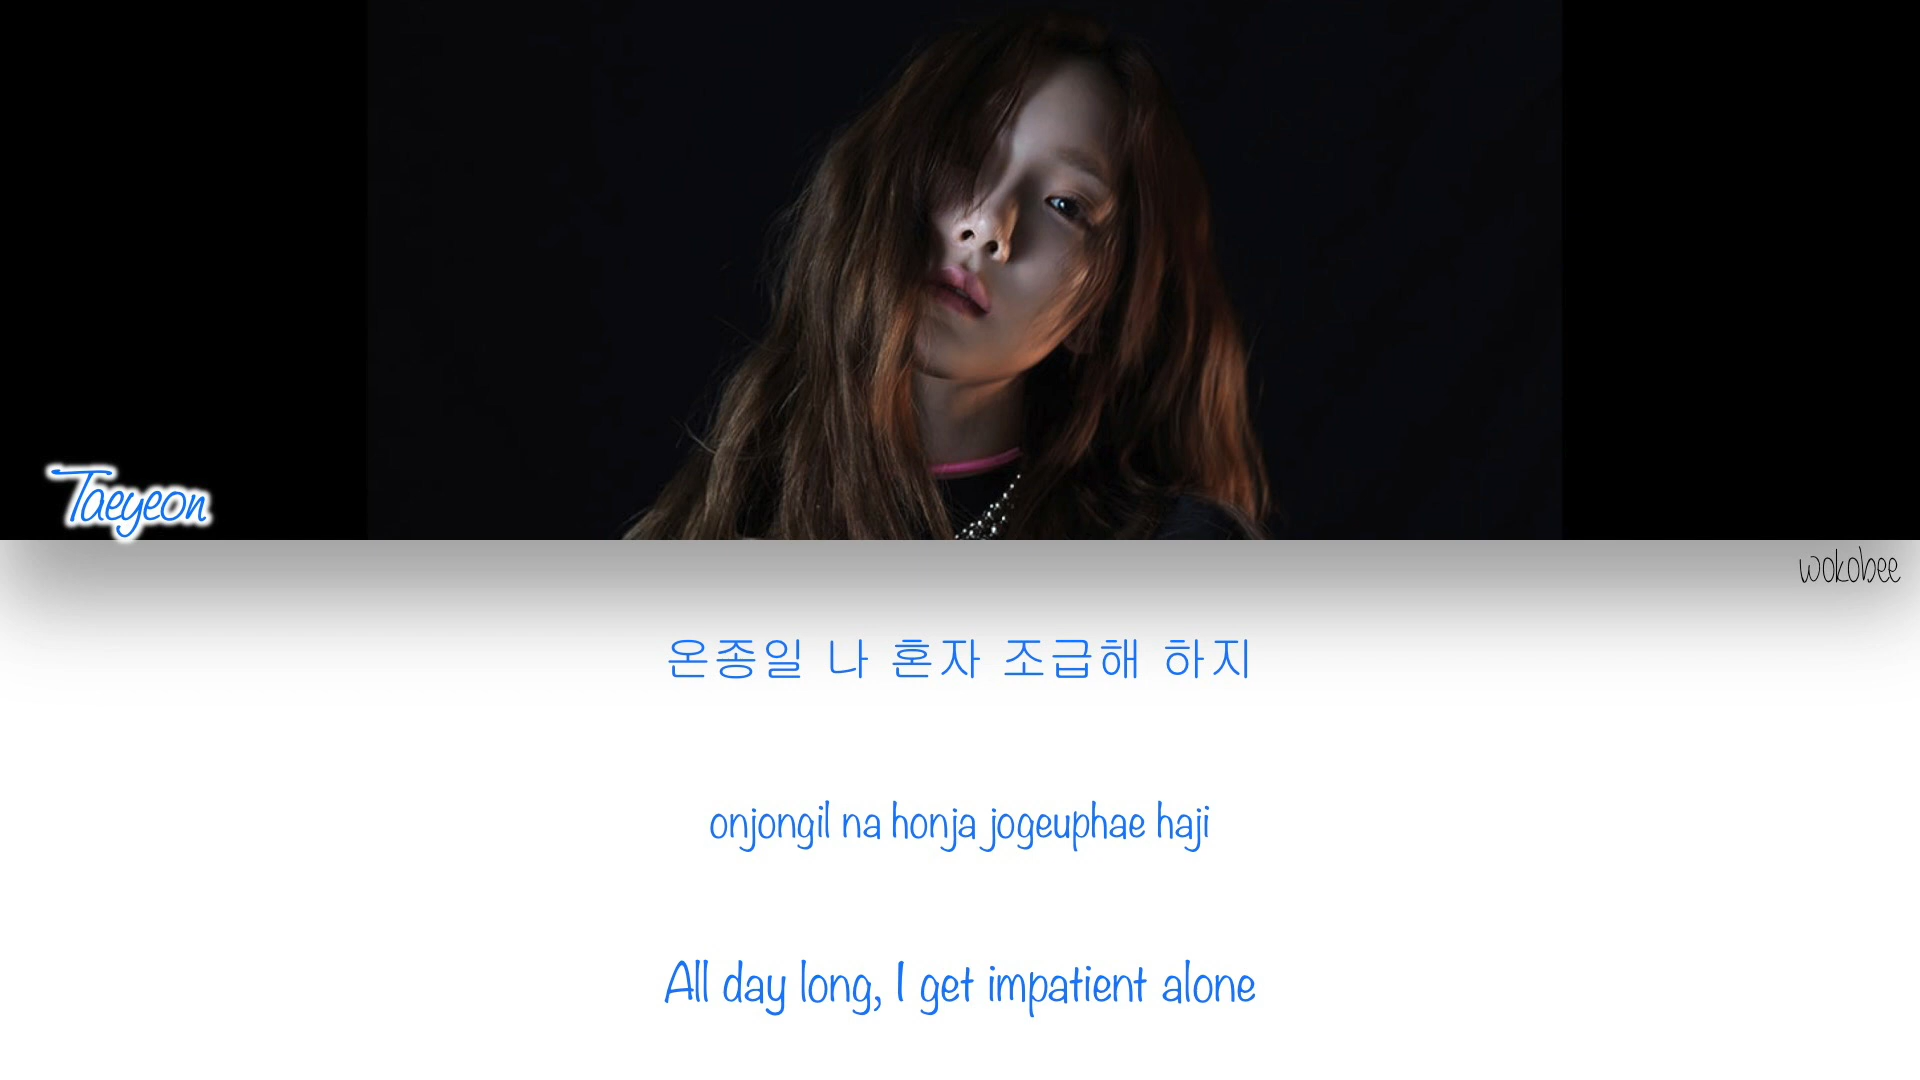 Taeyeon
wokobee
온종일 나 혼자 조급해 하지
onjongil na honja jogeuphae haji
All day long, I get impatient alone